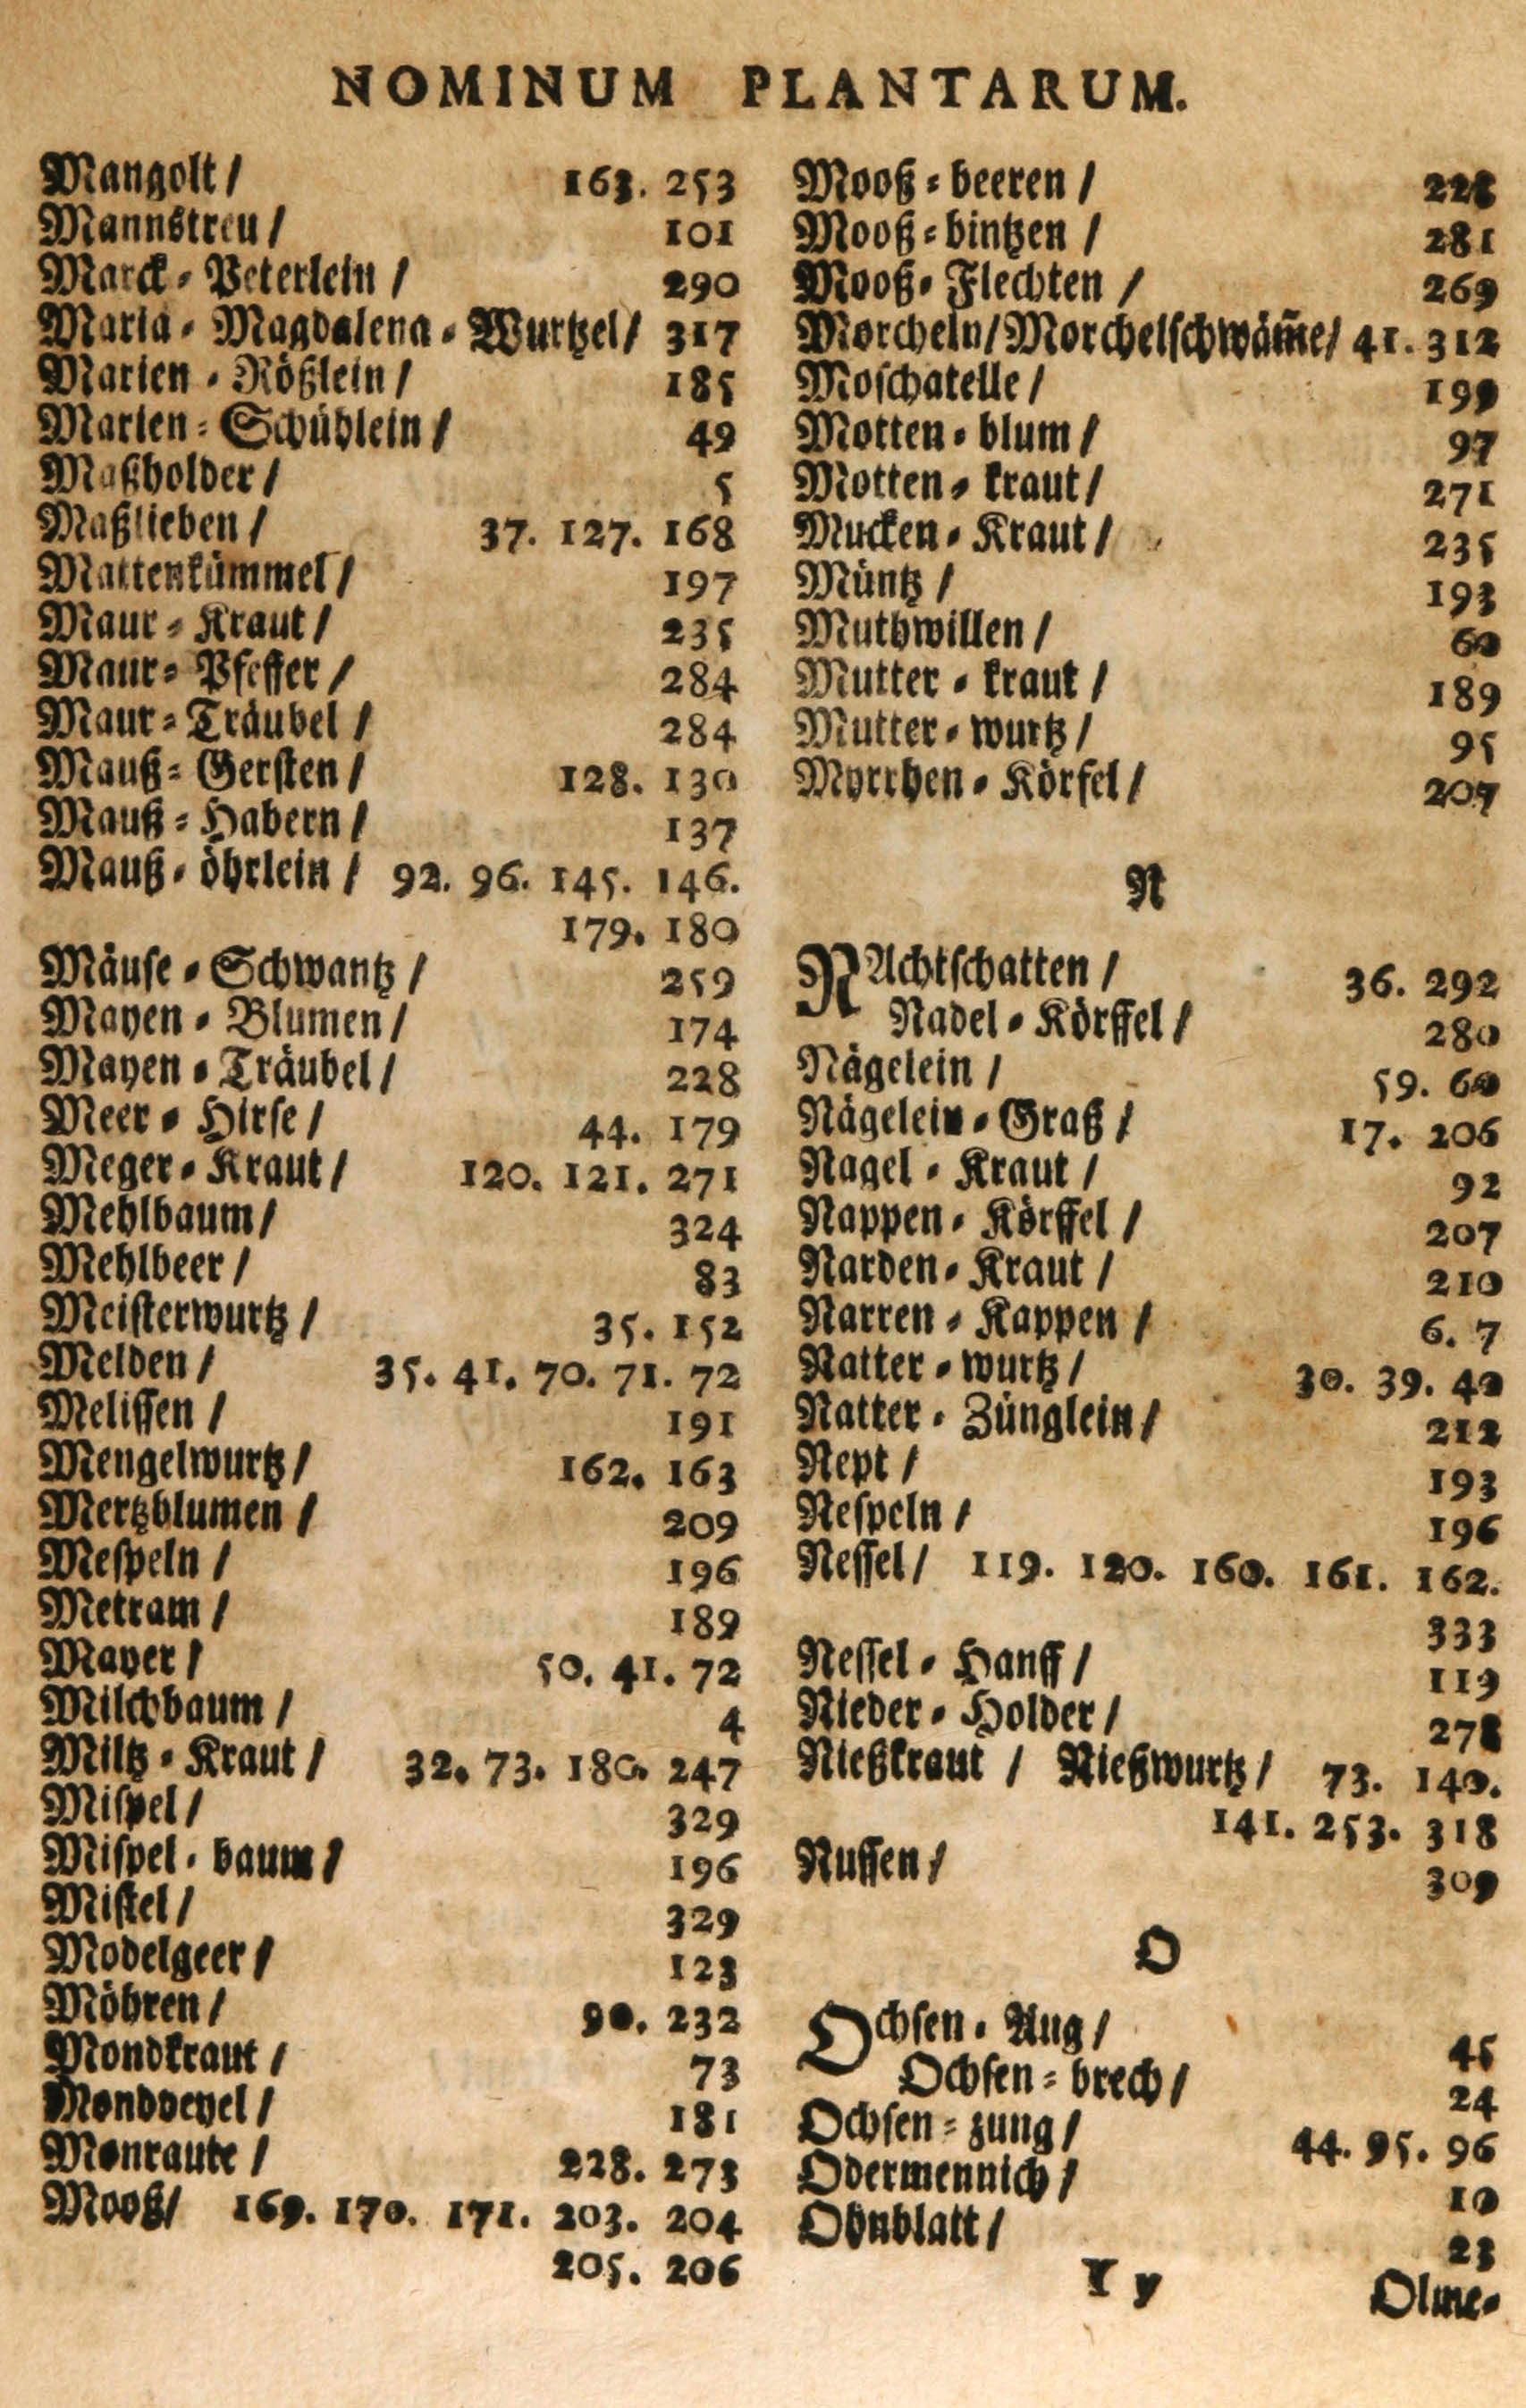 NOMINUM PLANTARUM.
Mangolt / 163. 253
Mannstreu / 101
Marck-Peterlein / 290
Maria-Magdalena-Wurtzel / 317
Marien-Rößlein / 185
Marien-Schühlein / 49
Maßholder / 5
Maßlieben / 37. 127. 168
Mattenkümmel / 197
Maur-Kraut / 235
Maur-Pfeffer / 284
Maur-Träubel / 284
Mauß-Gersten / 128. 130
Mauß-Habern / 137
Mauß-öhrlein / 92. 96. 145. 146.
179. 180
Mäuse-Schwantz / 259
Mayen-Blumen / 174
Mayen-Träubel / 228
Meer-Hirse / 44. 179
Meger-Kraut / 120. 121. 271
Mehlbaum / 324
Mehlbeer / 83
Meisterwurtz / 35. 152
Melden / 35. 41. 70. 71. 72
Melissen / 191
Mengelwurtz / 162. 163
Mertzblumen / 209
Mespeln / 196
Metram / 189
Mayer / 50. 41. 72
Milchbaum / 4
Miltz-Kraut / 32. 73. 180. 247
Mispel / 329
Mispel-baum / 196
Mistel / 329
Modelgeer / 123
Möhren / 90. 232
Mondkraut / 73
Mondveyel / 181
Monraute / 228. 273
Mooß / 169. 170. 171. 203. 204
205. 206
Mooß-beeren / 228
Mooß-bintzen / 281
Mooß-Flechten / 269
Morcheln / Morchelschwäm̄e / 41. 312
Moschatelle / 199
Motten-blum / 97
Motten-kraut / 271
Mucken-Kraut / 235
Müntz / 193
Muthwillen / 60
Mutter-kraut / 189
Mutter-wurtz / 95
Myrrhen-Körfel / 207
N
NAchtschatten / 36. 292
Nadel-Körffel / 280
Nägelein / 59. 60
Nägelein-Graß / 17. 206
Nagel-Kraut / 92
Nappen-Körffel / 207
Narden-Kraut / 210
Narren-Kappen / 6. 7
Natter-wurtz / 30. 39. 40
Natter-Zünglein / 212
Nept / 193
Nespeln / 196
Nessel / 119. 120. 160. 161. 162.
333
Nessel-Hanff / 119
Nieder-Holder / 278
Nießkraut / Nießwurtz / 73. 140.
141. 253. 318
Nussen / 309
O
Ochsen-Aug / 45
Ochsen-brech / 24
Ochsen-zung / 44. 95. 96
Odermennich / 10
Ohnblatt / 23
Y y Olme-